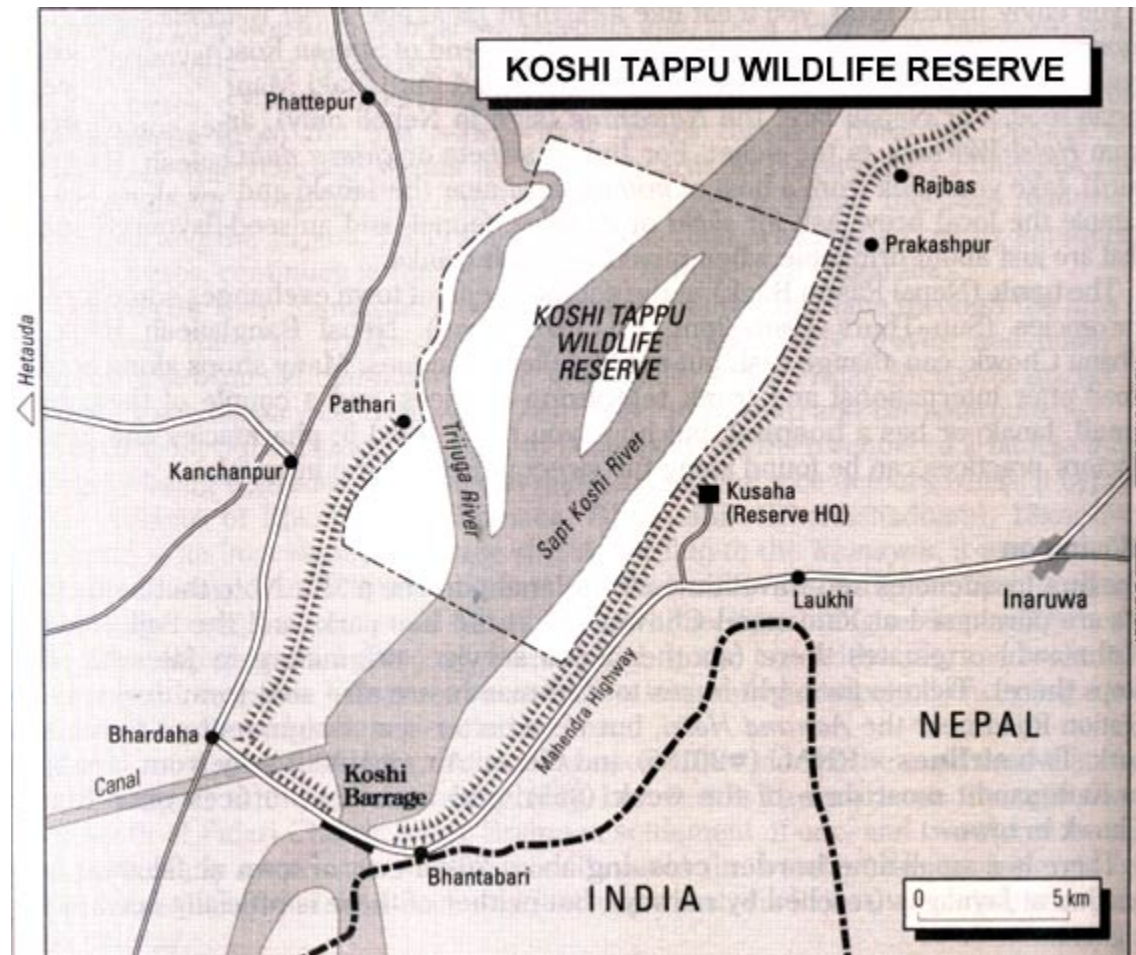 KOSHI TAPPU WILDLIFE RESERVE
Phattepur
Rajbas
Prakashpur
KOSHI TAPPU
WILDLIFE
RESERVE
Hetauda
Pathari
Trijuga River
Sapt Koshi River
Kanchanpur
Kusaha
(Reserve HQ)
Laukhi
Inaruwa
Mahendra Highway
NEPAL
Bhardaha
Canal
Koshi
Barrage
Bhantabari
INDIA
0 5 km